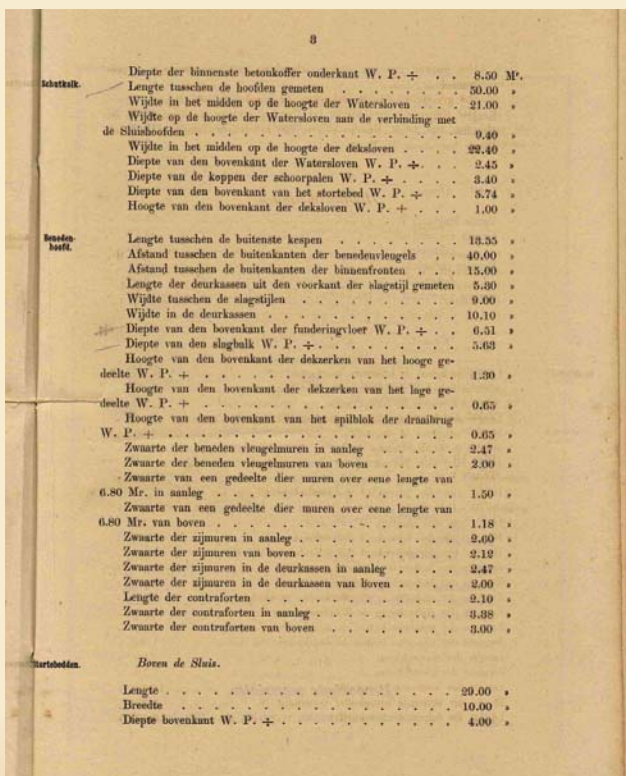 3
Diepte der binnenste betonkoffer onderkant W. P. ÷ . . 8.50 Mr.
Schutkolk. Lengte tusschen de hoofden gemeten . . . . . . . 50.00 „
Wijdte in het midden op de hoogte der Watersloven . . . 21.00 „
Wijdte op de hoogte der Watersloven aan de verbinding met
de Sluishoofden . . . . . . . . . . . . . . . . . 9.40 „
Wijdte in het midden op de hoogte der deksloven . . . . 22.40 „
Diepte van den bovenkant der Watersloven W. P. ÷ . . . 2.45 „
Diepte van de koppen der schoorpalen W. P. ÷ . . . . . 3.40 „
Diepte van den bovenkant van het stortebed W. P. ÷ . . . 5.74 „
Hoogte van den bovenkant der deksloven W. P. + . . . . 1.00 „
Beneden-
hoofd. Lengte tusschen de buitenste kespen . . . . . . . . 13.55 „
Afstand tusschen de buitenkanten der benedenvleugels . . 40.00 „
Afstand tusschen de buitenkanten der binnenfronten . . . 15.00 „
Lengte der deurkassen uit den voorkant der slagstijl gemeten 5.30 „
Wijdte tusschen de slagstijlen . . . . . . . . . . 9.00 „
Wijdte in de deurkassen . . . . . . . . . . . . 10.10 „
Diepte van den bovenkant der funderingvloer W. P. ÷ . . 6.51 „
Diepte van den slagbalk W. P. ÷ . . . . . . . . . 5.63 „
Hoogte van den bovenkant der dekzerken van het hooge ge-
deelte W. P. + . . . . . . . . . . . . . . . . . 1.30 „
Hoogte van den bovenkant der dekzerken van het lage ge-
deelte W. P. + . . . . . . . . . . . . . . . . . 0.65 „
Hoogte van den bovenkant van het spilblok der draaibrug
W. P. + . . . . . . . . . . . . . . . . . . . 0.65 „
Zwaarte der beneden vleugelmuren in aanleg . . . . . 2.47 „
Zwaarte der beneden vleugelmuren van boven . . . . . 2.00 „
Zwaarte van een gedeelte dier muren over eene lengte van
6.80 Mr. in aanleg . . . . . . . . . . . . . . . 1.50 „
Zwaarte van een gedeelte dier muren over eene lengte van
6.80 Mr. van boven . . . . . . . . . . . . . . . 1.18 „
Zwaarte der zijmuren in aanleg . . . . . . . . . . 2.60 „
Zwaarte der zijmuren van boven . . . . . . . . . . 2.12 „
Zwaarte der zijmuren in de deurkassen in aanleg . . . . 2.47 „
Zwaarte der zijmuren in de deurkassen van boven . . . . 2.00 „
Lengte der contraforten . . . . . . . . . . . . . 2.10 „
Zwaarte der contraforten in aanleg . . . . . . . . . 3.38 „
Zwaarte der contraforten van boven . . . . . . . . 3.00 „
Stortebedden. Boven de Sluis.
Lengte . . . . . . . . . . . . . . . . . . . 29.00 „
Breedte . . . . . . . . . . . . . . . . . . 10.00 „
Diepte bovenkant W. P. ÷ . . . . . . . . . . . . 4.00 „